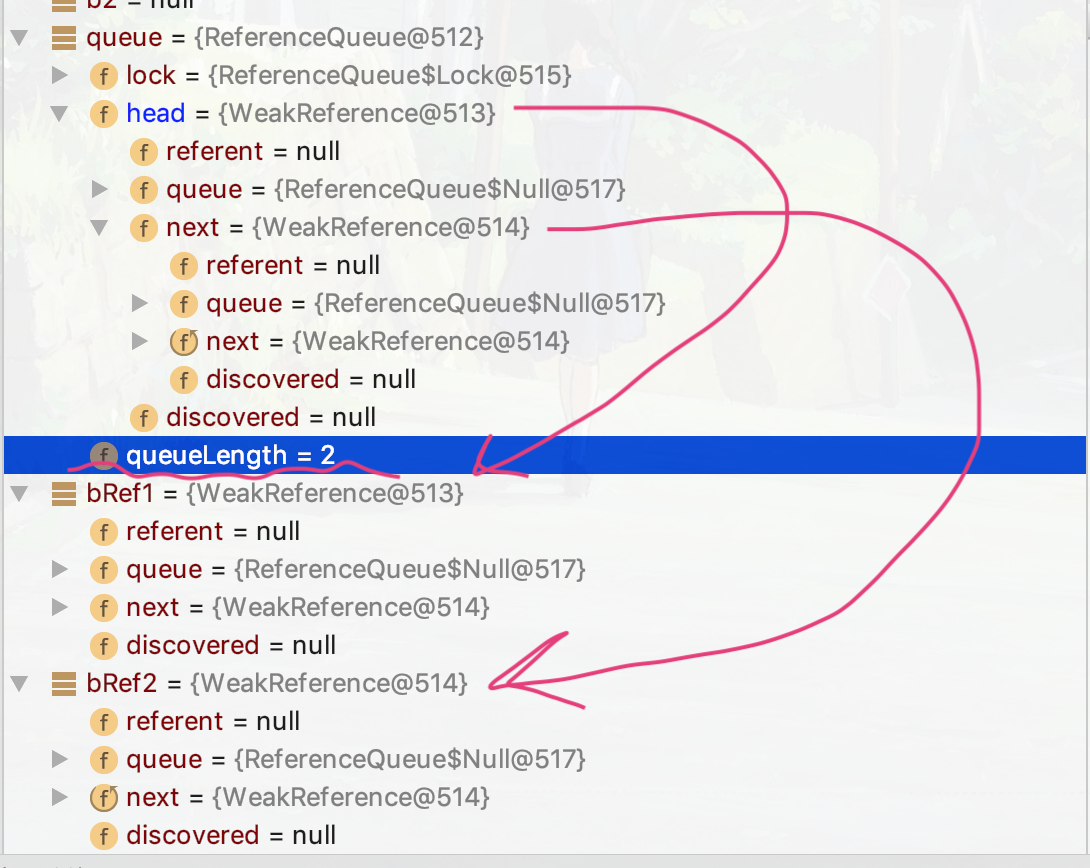 b2 = null
queue = {ReferenceQueue@512}
f lock = {ReferenceQueue$Lock@515}
f head = {WeakReference@513}
f referent = null
f queue = {ReferenceQueue$Null@517}
f next = {WeakReference@514}
f referent = null
f queue = {ReferenceQueue$Null@517}
f next = {WeakReference@514}
f discovered = null
f discovered = null
f queueLength = 2
bRef1 = {WeakReference@513}
f referent = null
f queue = {ReferenceQueue$Null@517}
f next = {WeakReference@514}
f discovered = null
bRef2 = {WeakReference@514}
f referent = null
f queue = {ReferenceQueue$Null@517}
f next = {WeakReference@514}
f discovered = null